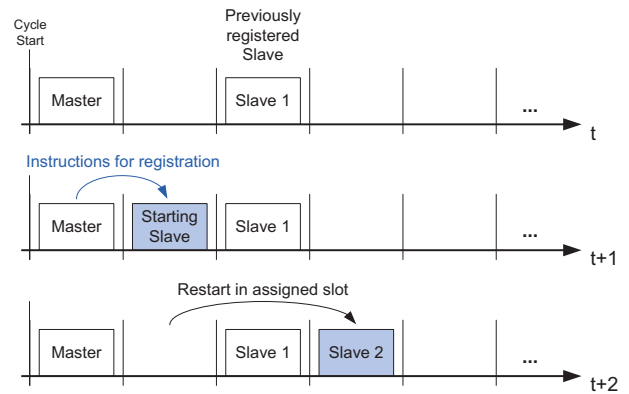 Cycle
Start
Previously
registered
Slave
Master
Slave 1
...
t
Instructions for registration
Master
Starting
Slave
Slave 1
...
t+1
Restart in assigned slot
Master
Slave 1
Slave 2
...
t+2